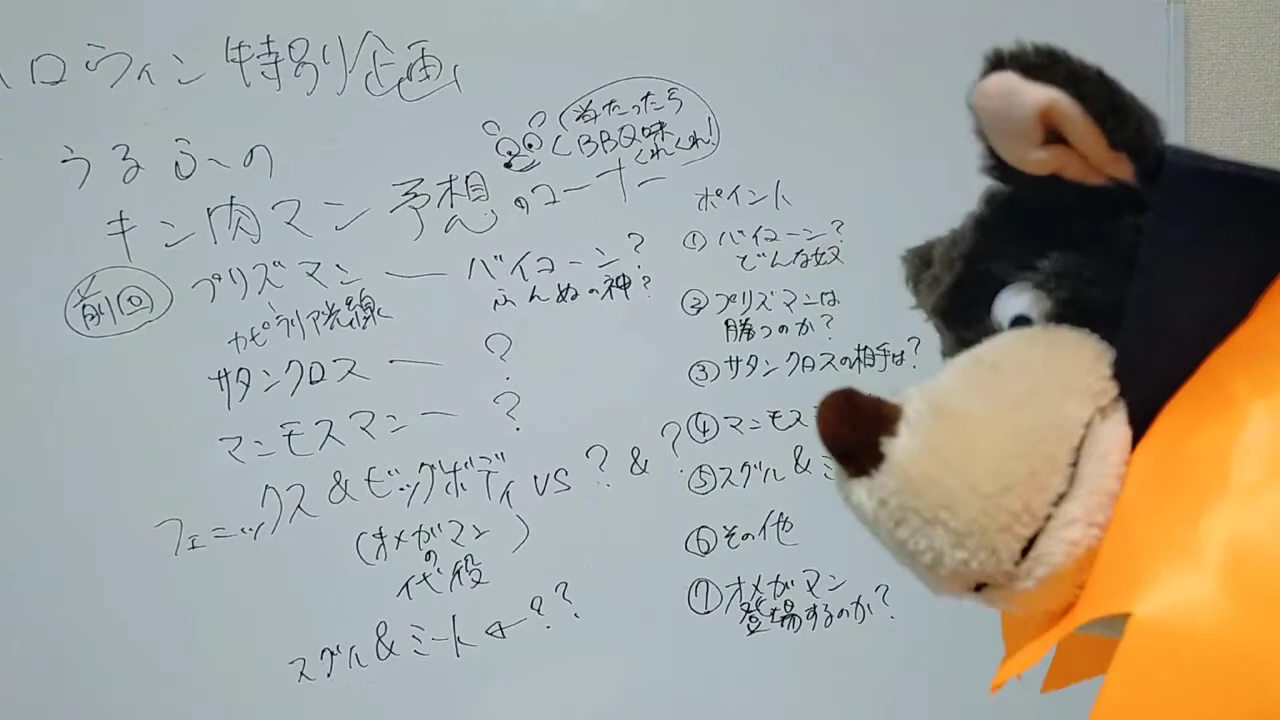 ロウィン特別企画
うるふの
キン肉マン予想のコーナー
当たったら
BBQ味
くれくれ!
前回
プリズマン ― バイコーン?
カピラリア光線
ふんぬの神?
サタンクロス ― ?
マンモスマン ― ?
フェニックス&ビッグボディ vs ? & ?
(オメガマン
の
代役)
スグル&ミート ← ??
ポイント
① バイコーン?
どんな奴
② プリズマンは
勝つのか?
③ サタンクロスの相手は?
④ マンモス
⑤ スグル&ミ
⑥ その他
⑦ オメガマン
登場するのか?